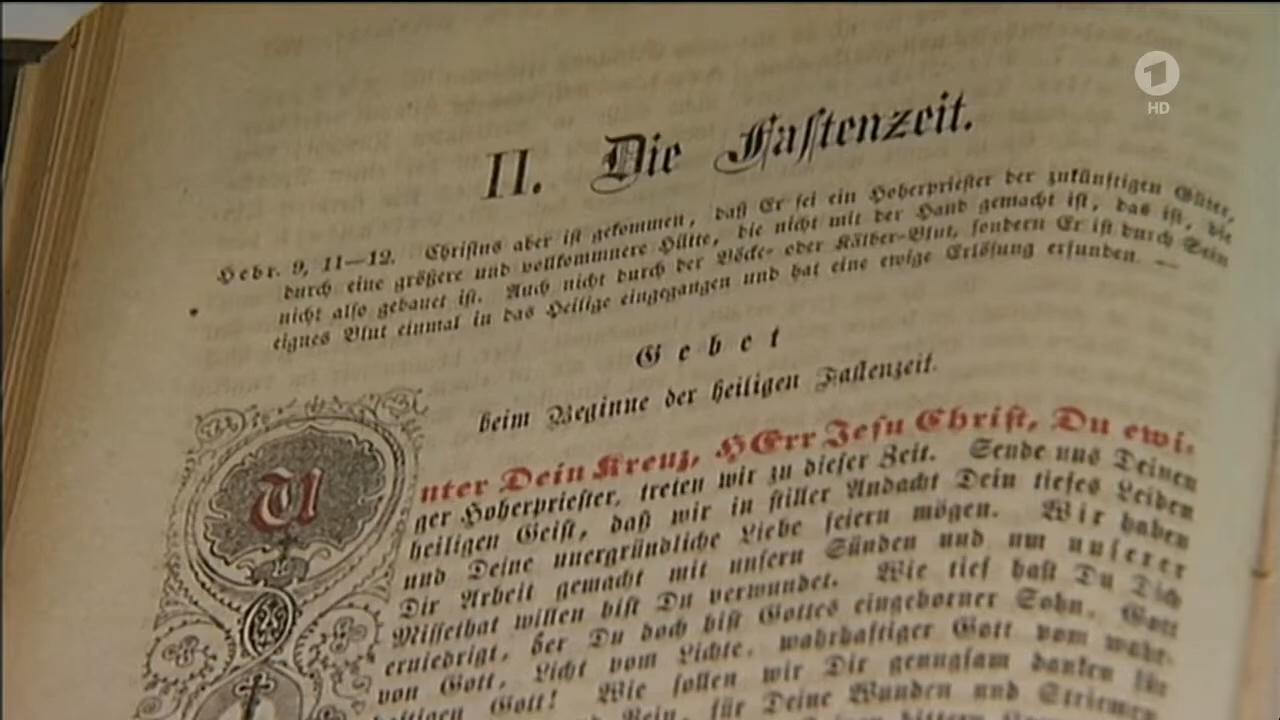 1
HD
II. Die Faſtenzeit.
Hebr. 9, 11—12. Chriſtus aber iſt gekommen, daß Er ſei ein Hoherprieſter der zukünftigen Güter,
durch eine größere und vollkommnere Hütte, die nicht mit der Hand gemacht iſt, das iſt, die
nicht alſo gebauet iſt. Auch nicht durch der Böcke- oder Kälber-Blut, ſondern Er iſt durch Sein
eignes Blut einmal in das Heilige eingegangen und hat eine ewige Erlöſung erfunden. —
Gebet
beim Beginne der heiligen Faſtenzeit.
Unter Dein Kreuz, HErr Jeſu Chriſt, Du ewi-
ger Hoherprieſter, treten wir zu dieſer Zeit. Sende uns Deinen
heiligen Geiſt, daß wir in ſtiller Andacht Dein tiefes Leiden
und Deine unergründliche Liebe feiern mögen. Wir haben
Dir Arbeit gemacht mit unſern Sünden und um unſerer
Miſſethat willen biſt Du verwundet. Wie tief haſt Du Dich
erniedrigt, der Du doch biſt Gottes eingeborner Sohn, Gott
von Gott, Licht vom Lichte, wahrhaftiger Gott vom wahr-
haftigen Gott! Wie ſollen wir Dir genugſam danken für
für Deine Wunden und Striemen